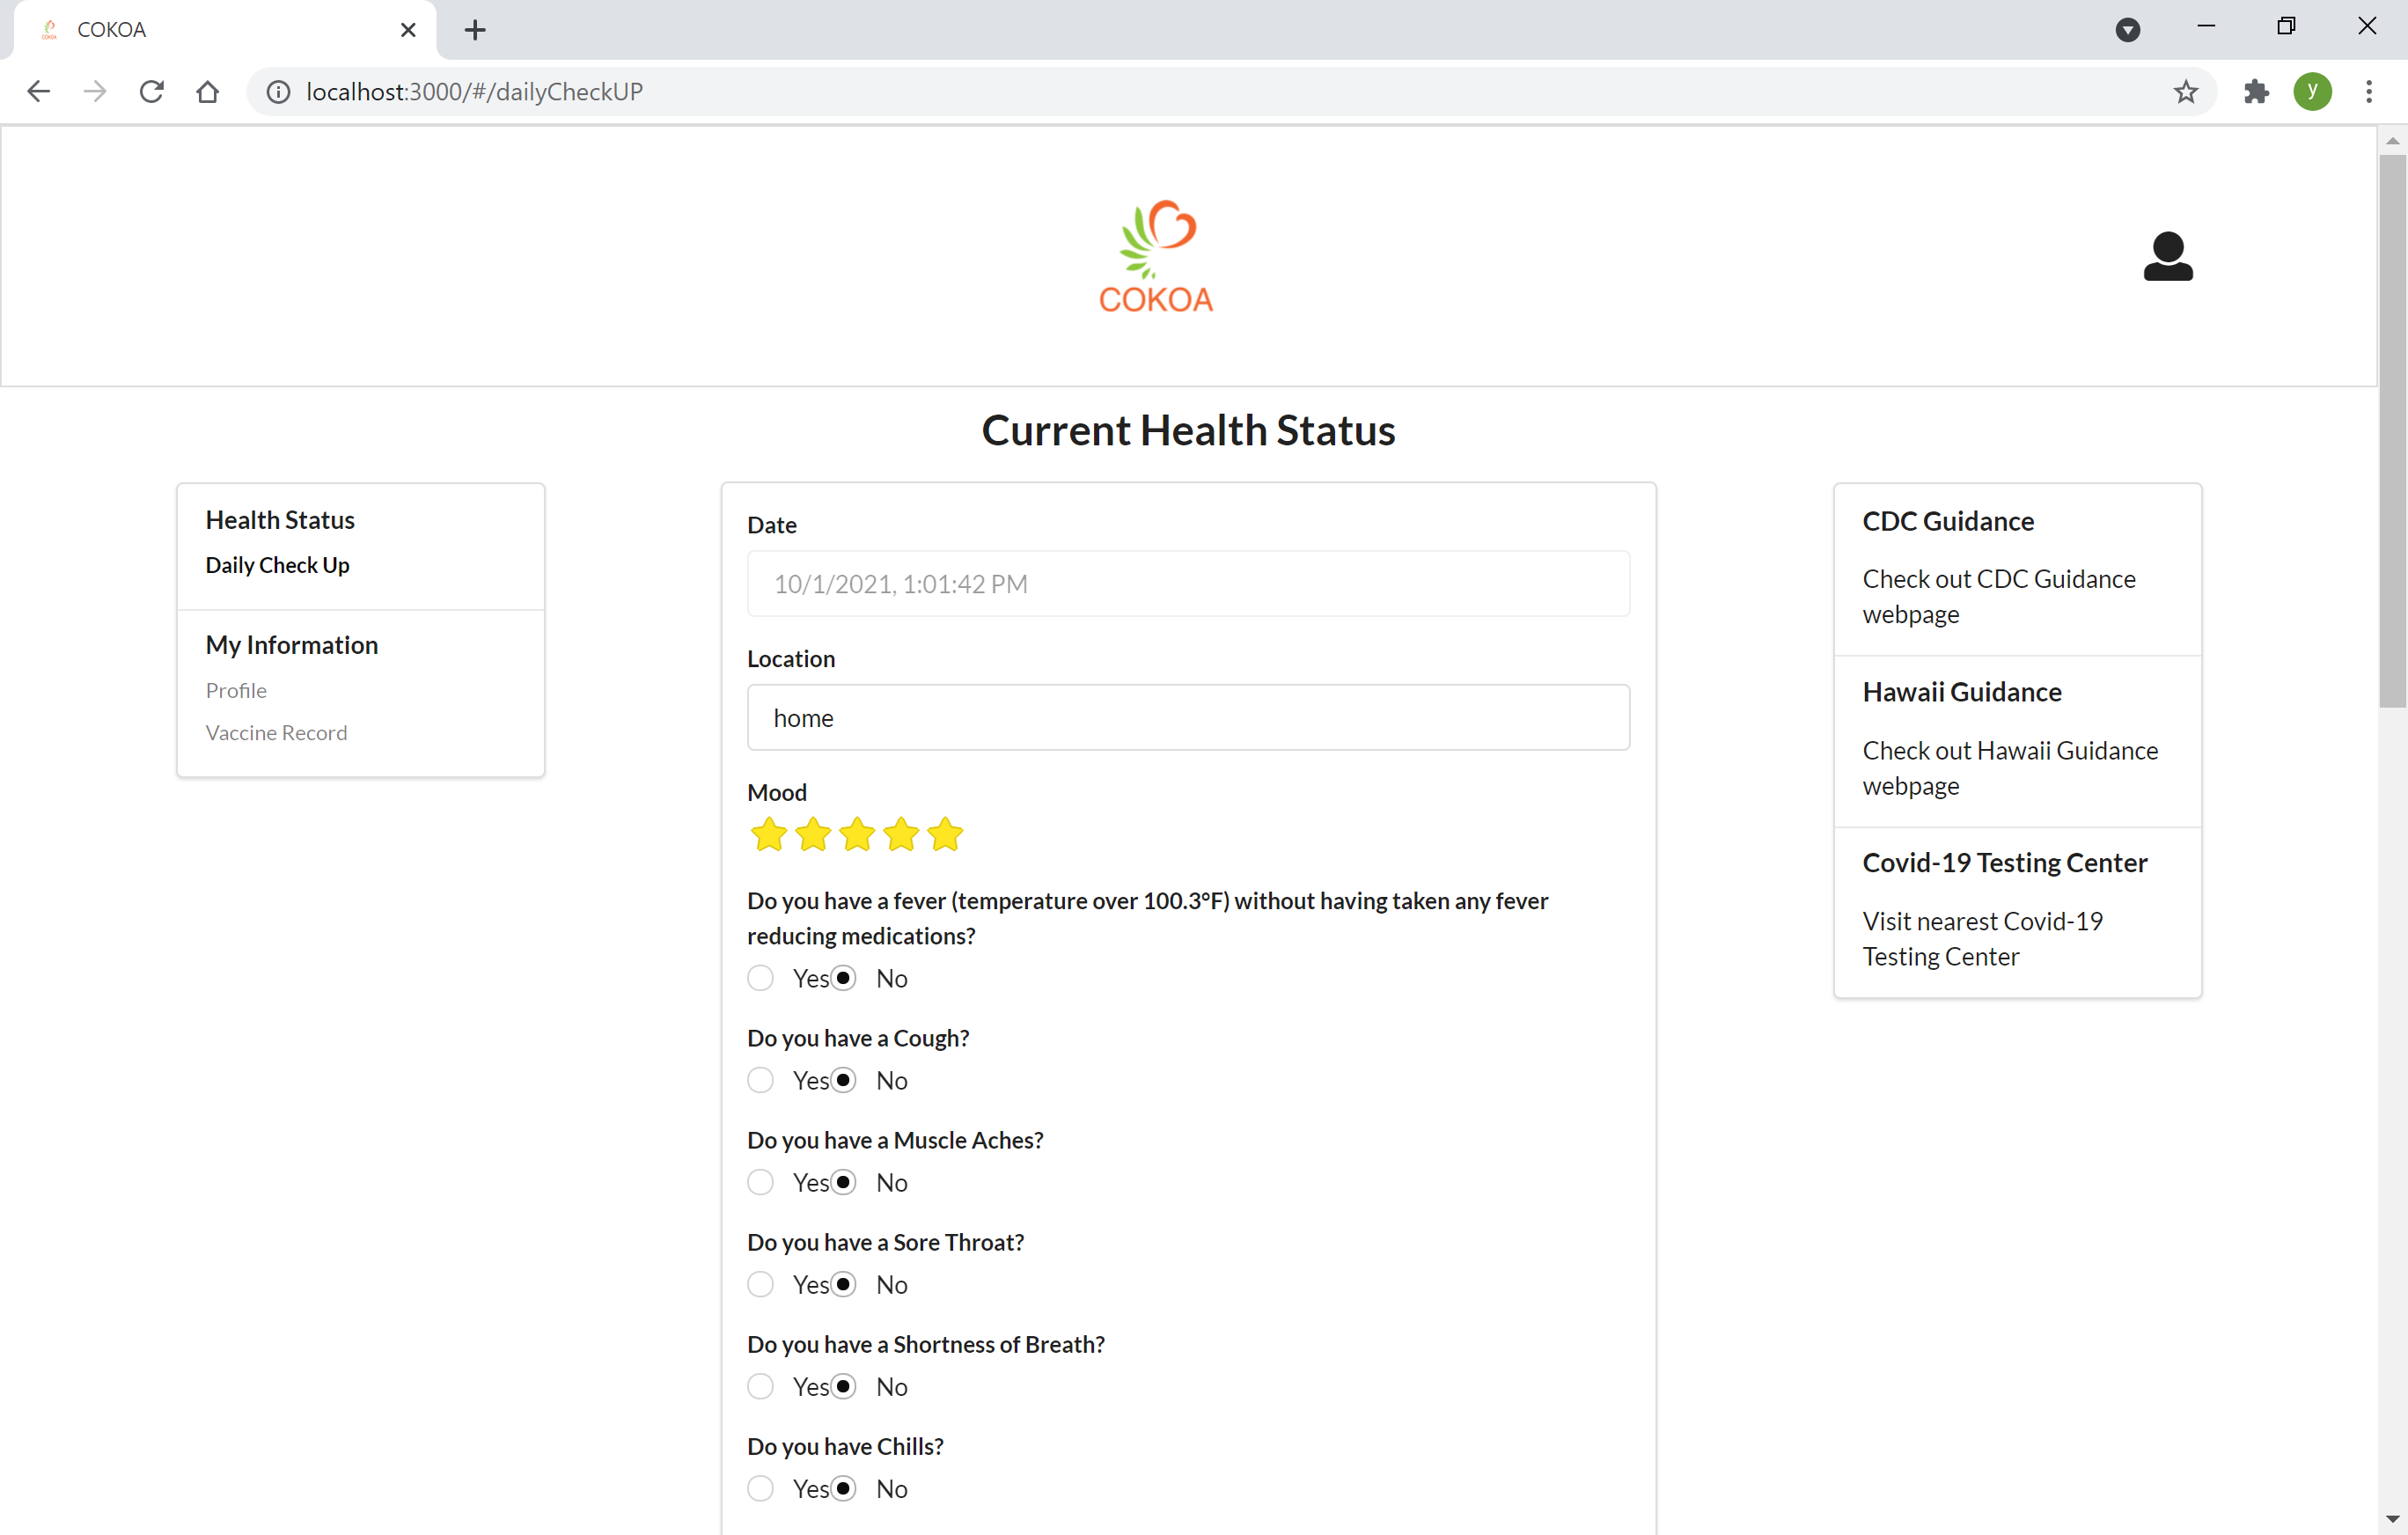 COKOA
localhost:3000/#/dailyCheckUP
y
COKOA
Current Health Status
Health Status
Daily Check Up
My Information
Profile
Vaccine Record
Date
10/1/2021, 1:01:42 PM
Location
home
Mood
Do you have a fever (temperature over 100.3°F) without having taken any fever
reducing medications?
Yes No
Do you have a Cough?
Yes No
Do you have a Muscle Aches?
Yes No
Do you have a Sore Throat?
Yes No
Do you have a Shortness of Breath?
Yes No
Do you have Chills?
Yes No
CDC Guidance
Check out CDC Guidance
webpage
Hawaii Guidance
Check out Hawaii Guidance
webpage
Covid-19 Testing Center
Visit nearest Covid-19
Testing Center